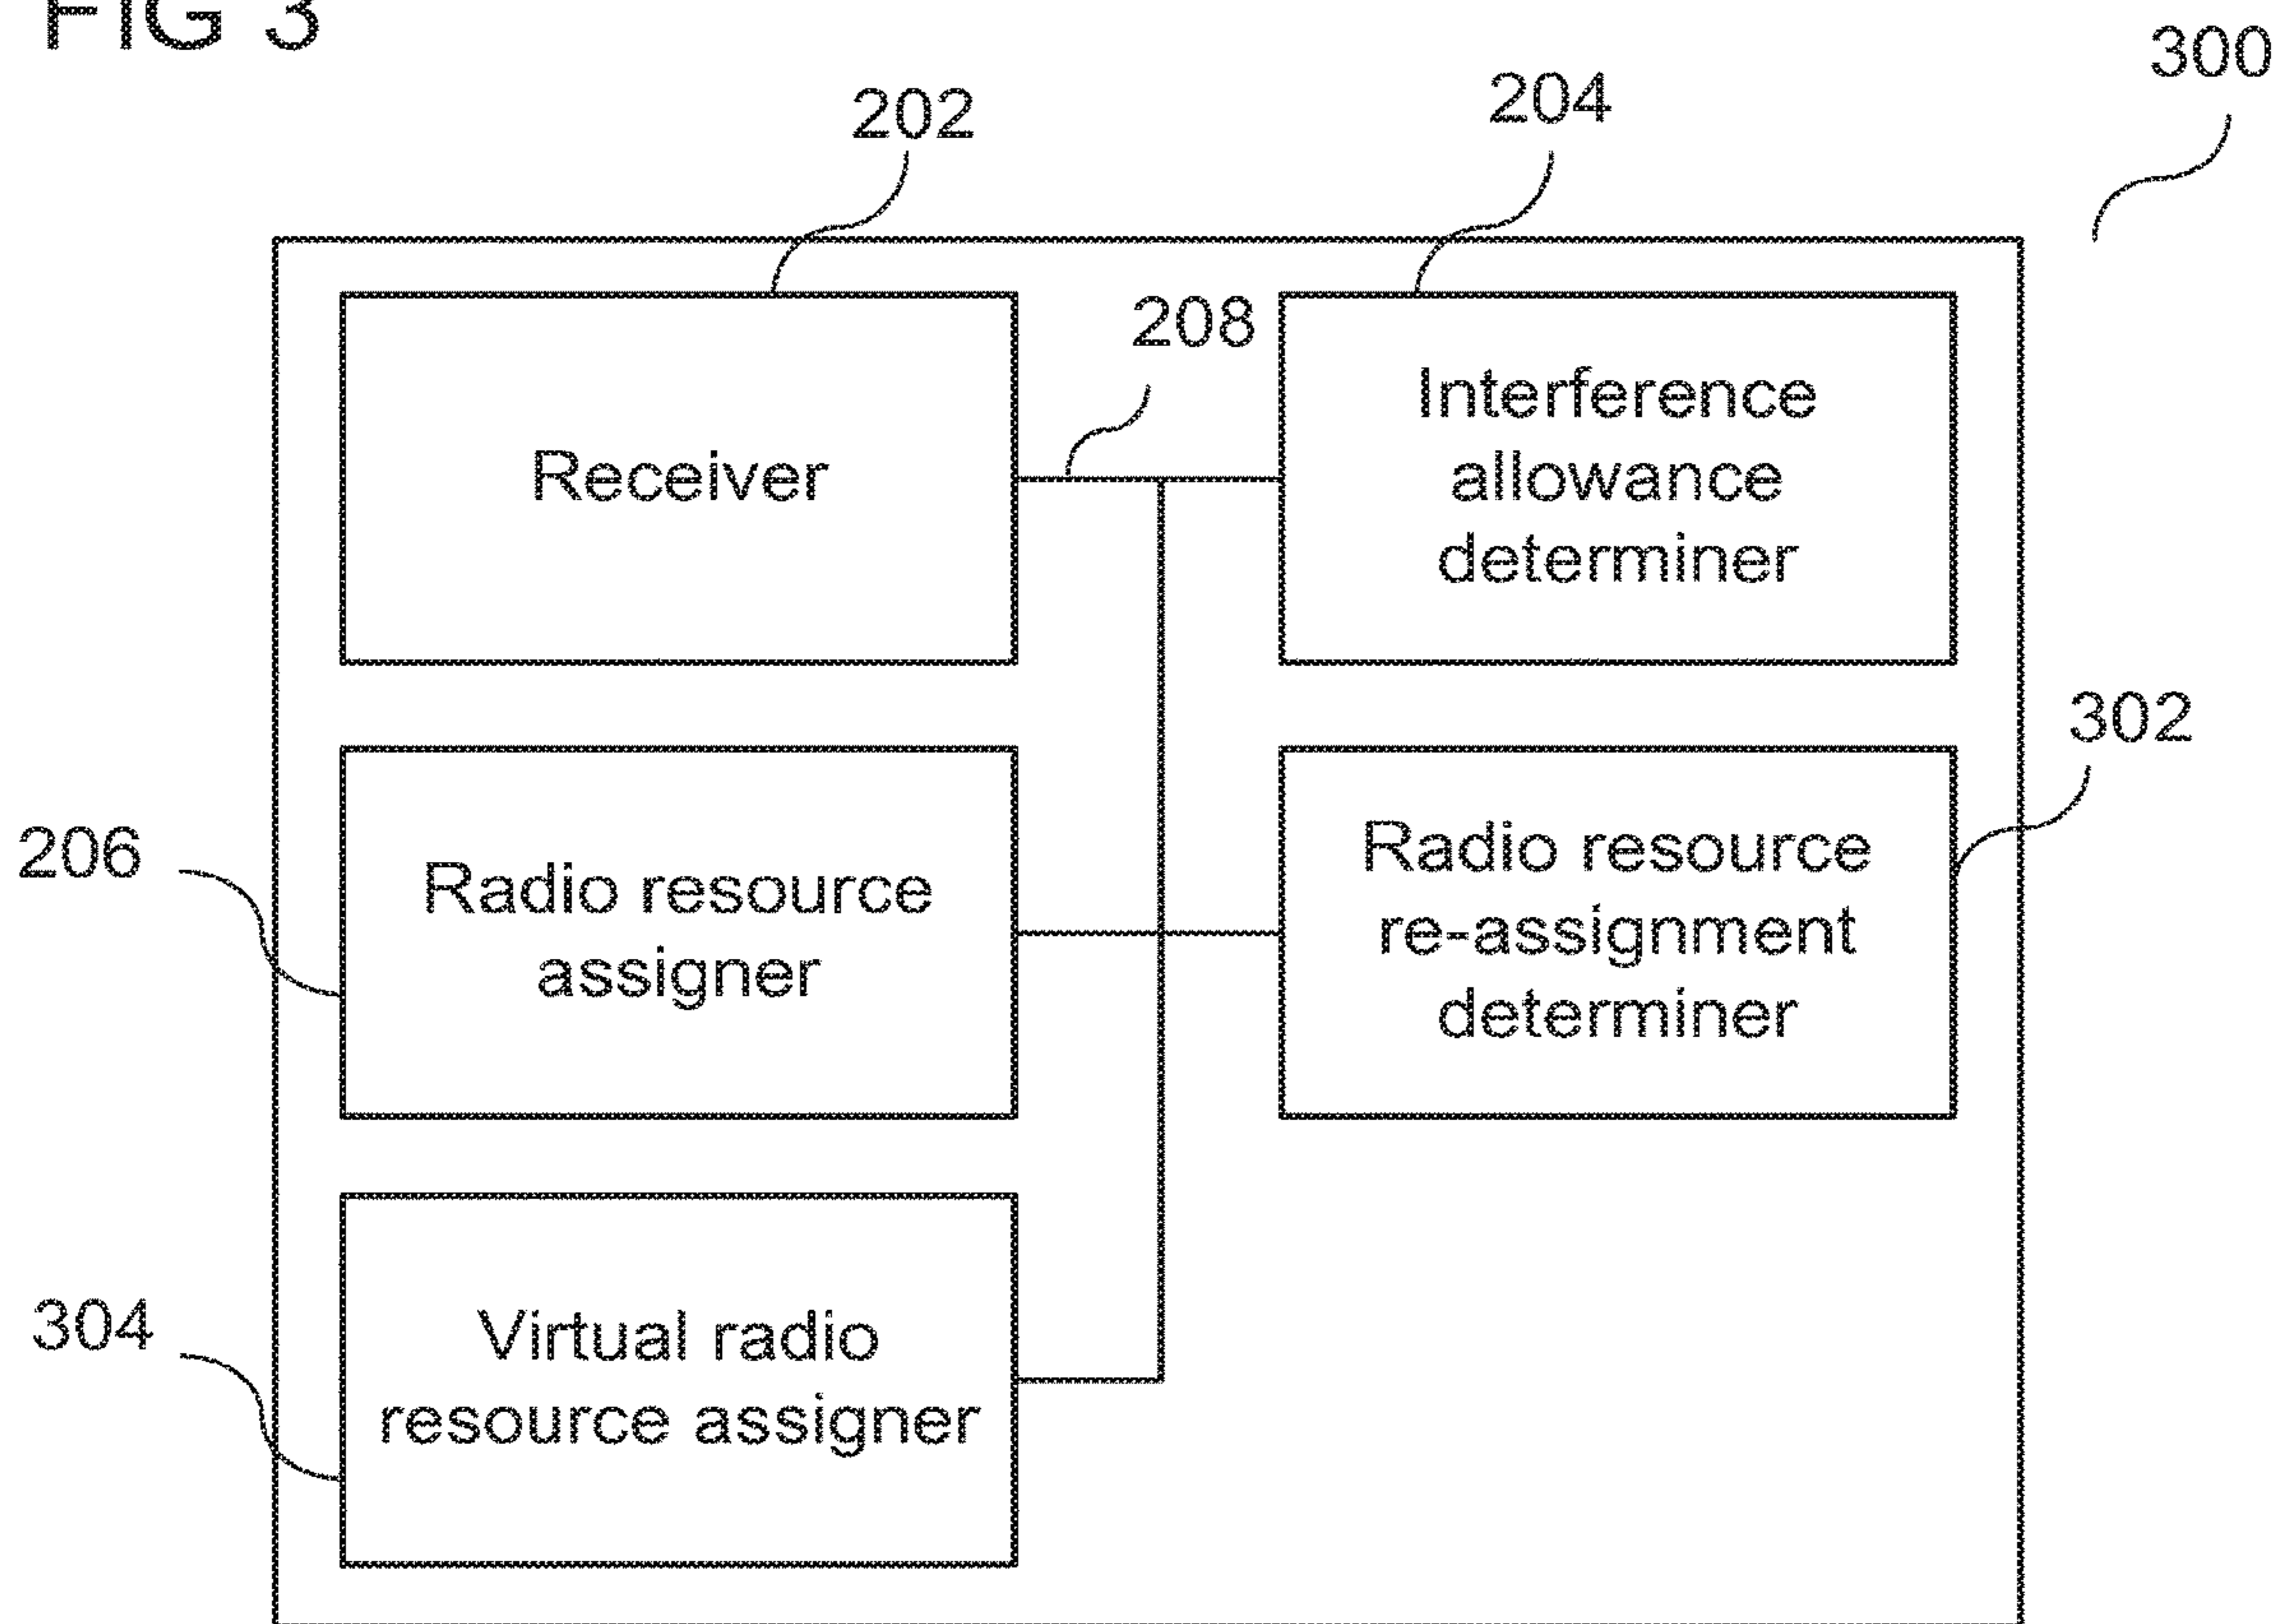 FIG 3
300
202
204
208
Receiver
Interference
allowance
determiner
302
206
Radio resource
assigner
Radio resource
re-assignment
determiner
304
Virtual radio
resource assigner